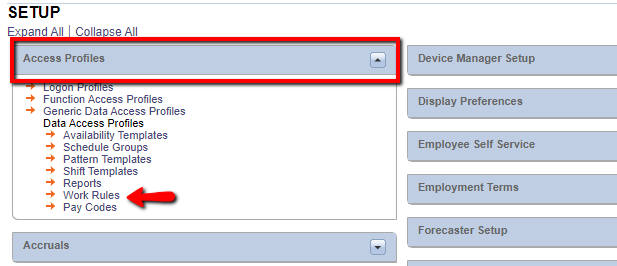 SETUP
Expand All | Collapse All
Access Profiles
Logon Profiles
Function Access Profiles
Generic Data Access Profiles
Data Access Profiles
Availability Templates
Schedule Groups
Pattern Templates
Shift Templates
Reports
Work Rules
Pay Codes
Accruals
Device Manager Setup
Display Preferences
Employee Self Service
Employment Terms
Forecaster Setup